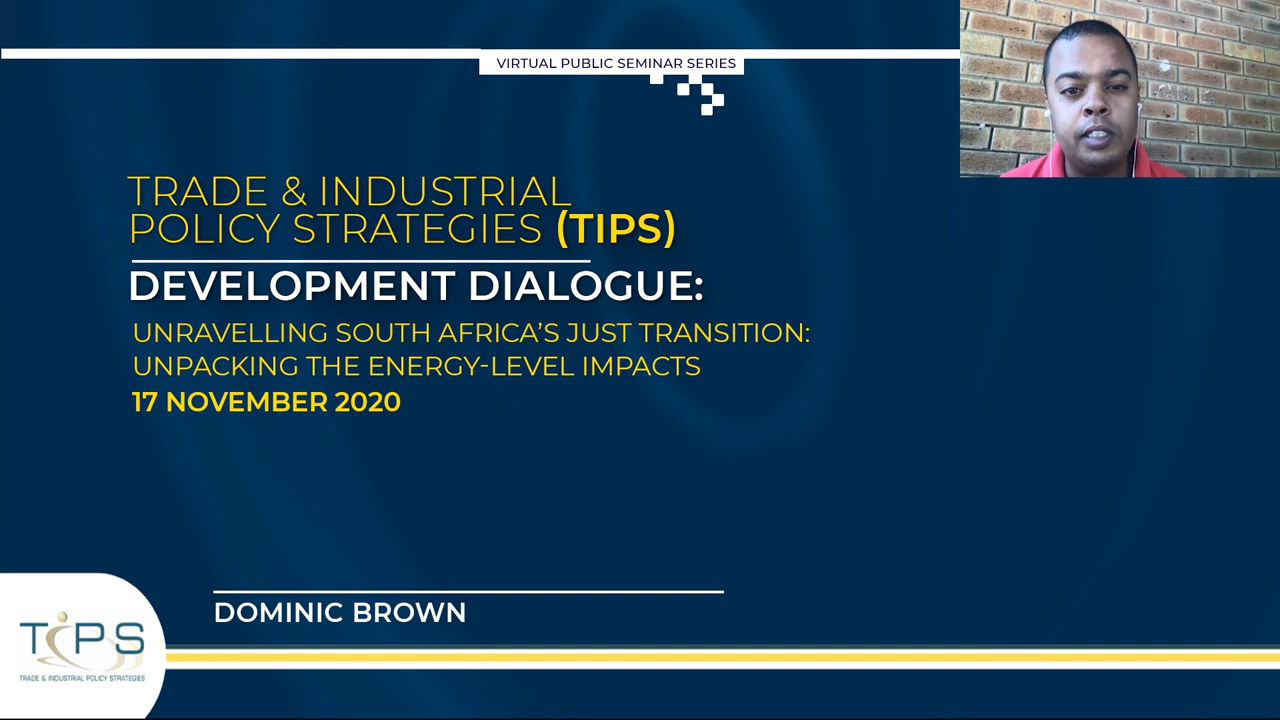 VIRTUAL PUBLIC SEMINAR SERIES
TRADE & INDUSTRIAL
POLICY STRATEGIES (TIPS)
DEVELOPMENT DIALOGUE:
UNRAVELLING SOUTH AFRICA'S JUST TRANSITION:
UNPACKING THE ENERGY-LEVEL IMPACTS
17 NOVEMBER 2020
DOMINIC BROWN
TiPS
TRADE & INDUSTRIAL POLICY STRATEGIES